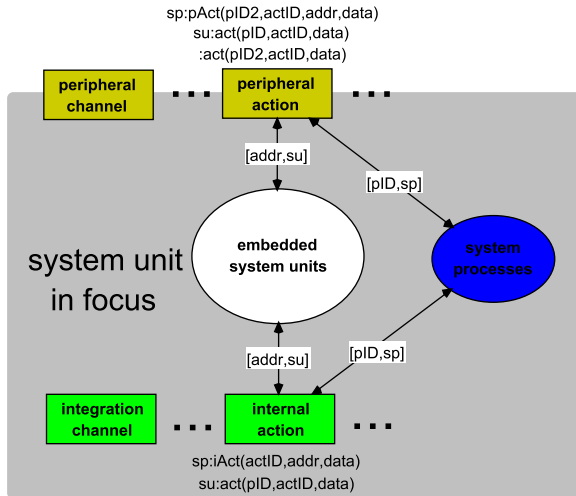 sp:pAct(pID2,actID,addr,data)
su:act(pID,actID,data)
:act(pID2,actID,data)
peripheral
channel
peripheral
action
[addr,su]
[pID,sp]
embedded
system units
system
processes
system unit
in focus
[addr,su]
[pID,sp]
integration
channel
internal
action
sp:iAct(actID,addr,data)
su:act(pID,actID,data)